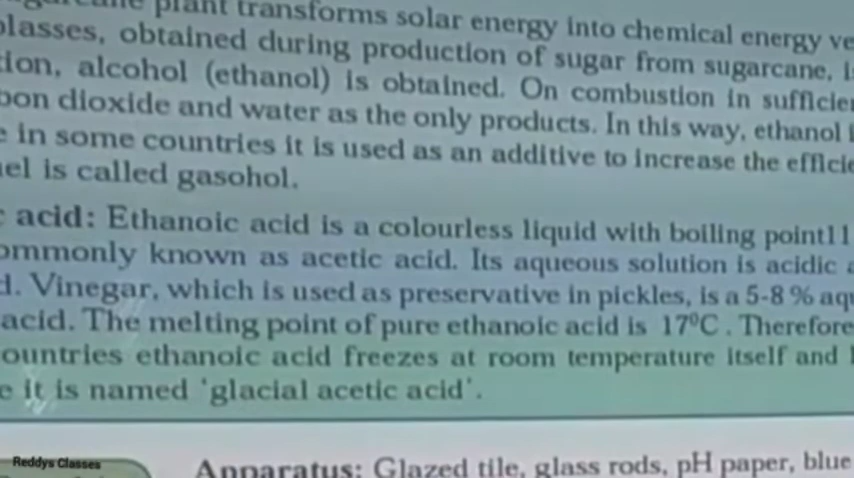 plant transforms solar energy into chemical energy ve
lasses, obtained during production of sugar from sugarcane, i
tion, alcohol (ethanol) is obtained. On combustion in sufficie
bon dioxide and water as the only products. In this way, ethanol i
e in some countries it is used as an additive to increase the efficie
uel is called gasohol.
c acid: Ethanoic acid is a colourless liquid with boiling point11
ommonly known as acetic acid. Its aqueous solution is acidic a
d. Vinegar, which is used as preservative in pickles, is a 5-8 % aqu
acid. The melting point of pure ethanoic acid is 17°C . Therefore
ountries ethanoic acid freezes at room temperature itself and
e it is named 'glacial acetic acid'.
Reddys Classes
Apparatus: Glazed tile, glass rods, pH paper, blue